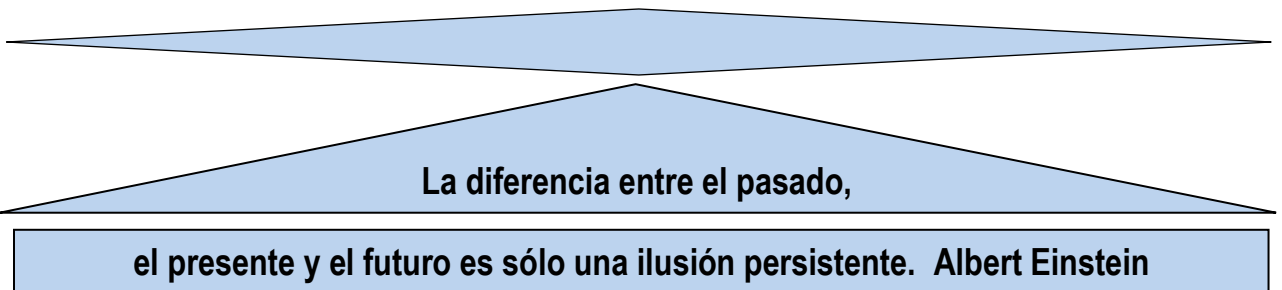 La diferencia entre el pasado,
el presente y el futuro es sólo una ilusión persistente.  Albert Einstein